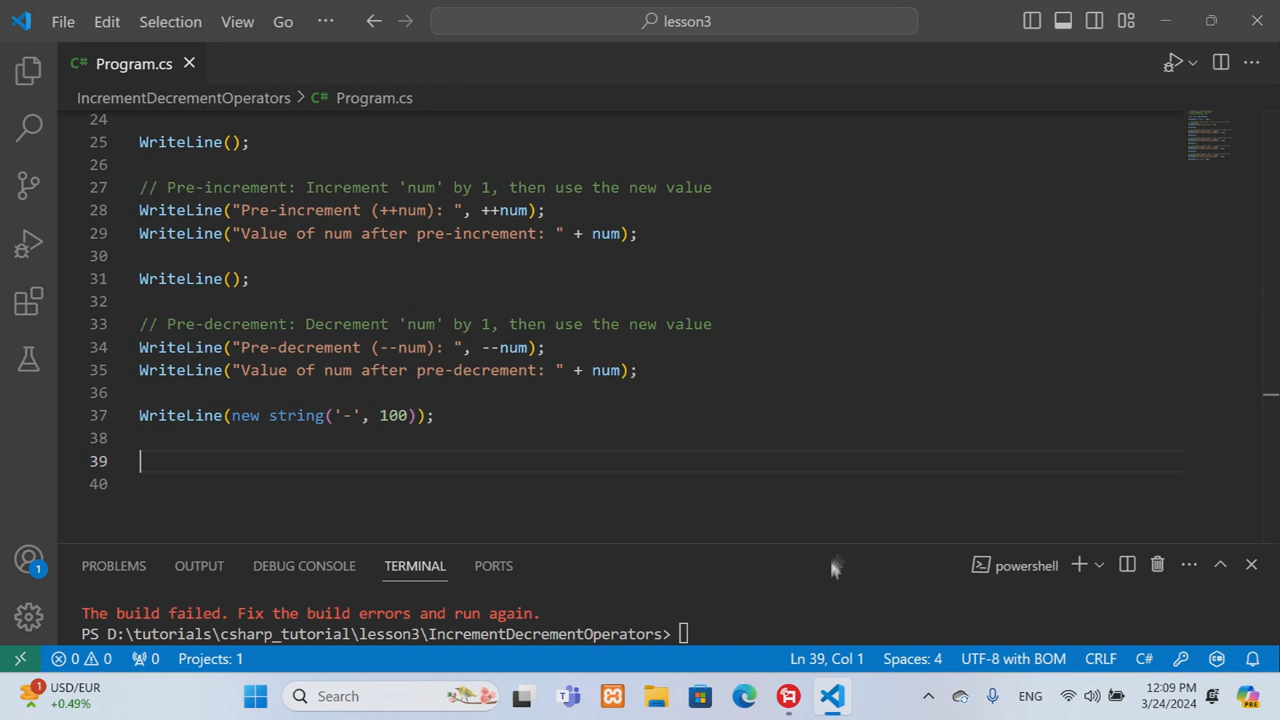 File Edit Selection View Go ··· lesson3
C# Program.cs
IncrementDecrementOperators > C# Program.cs
24
25 WriteLine();
26
27 // Pre-increment: Increment 'num' by 1, then use the new value
28 WriteLine("Pre-increment (++num): ", ++num);
29 WriteLine("Value of num after pre-increment: " + num);
30
31 WriteLine();
32
33 // Pre-decrement: Decrement 'num' by 1, then use the new value
34 WriteLine("Pre-decrement (--num): ", --num);
35 WriteLine("Value of num after pre-decrement: " + num);
36
37 WriteLine(new string('-', 100));
38
39
40
PROBLEMS OUTPUT DEBUG CONSOLE TERMINAL PORTS powershell
The build failed. Fix the build errors and run again.
PS D:\tutorials\csharp_tutorial\lesson3\IncrementDecrementOperators>
1
0 0 0 Projects: 1 Ln 39, Col 1 Spaces: 4 UTF-8 with BOM CRLF C#
1 USD/EUR
+0.49%
Search
ENG
12:09 PM
3/24/2024
PRE